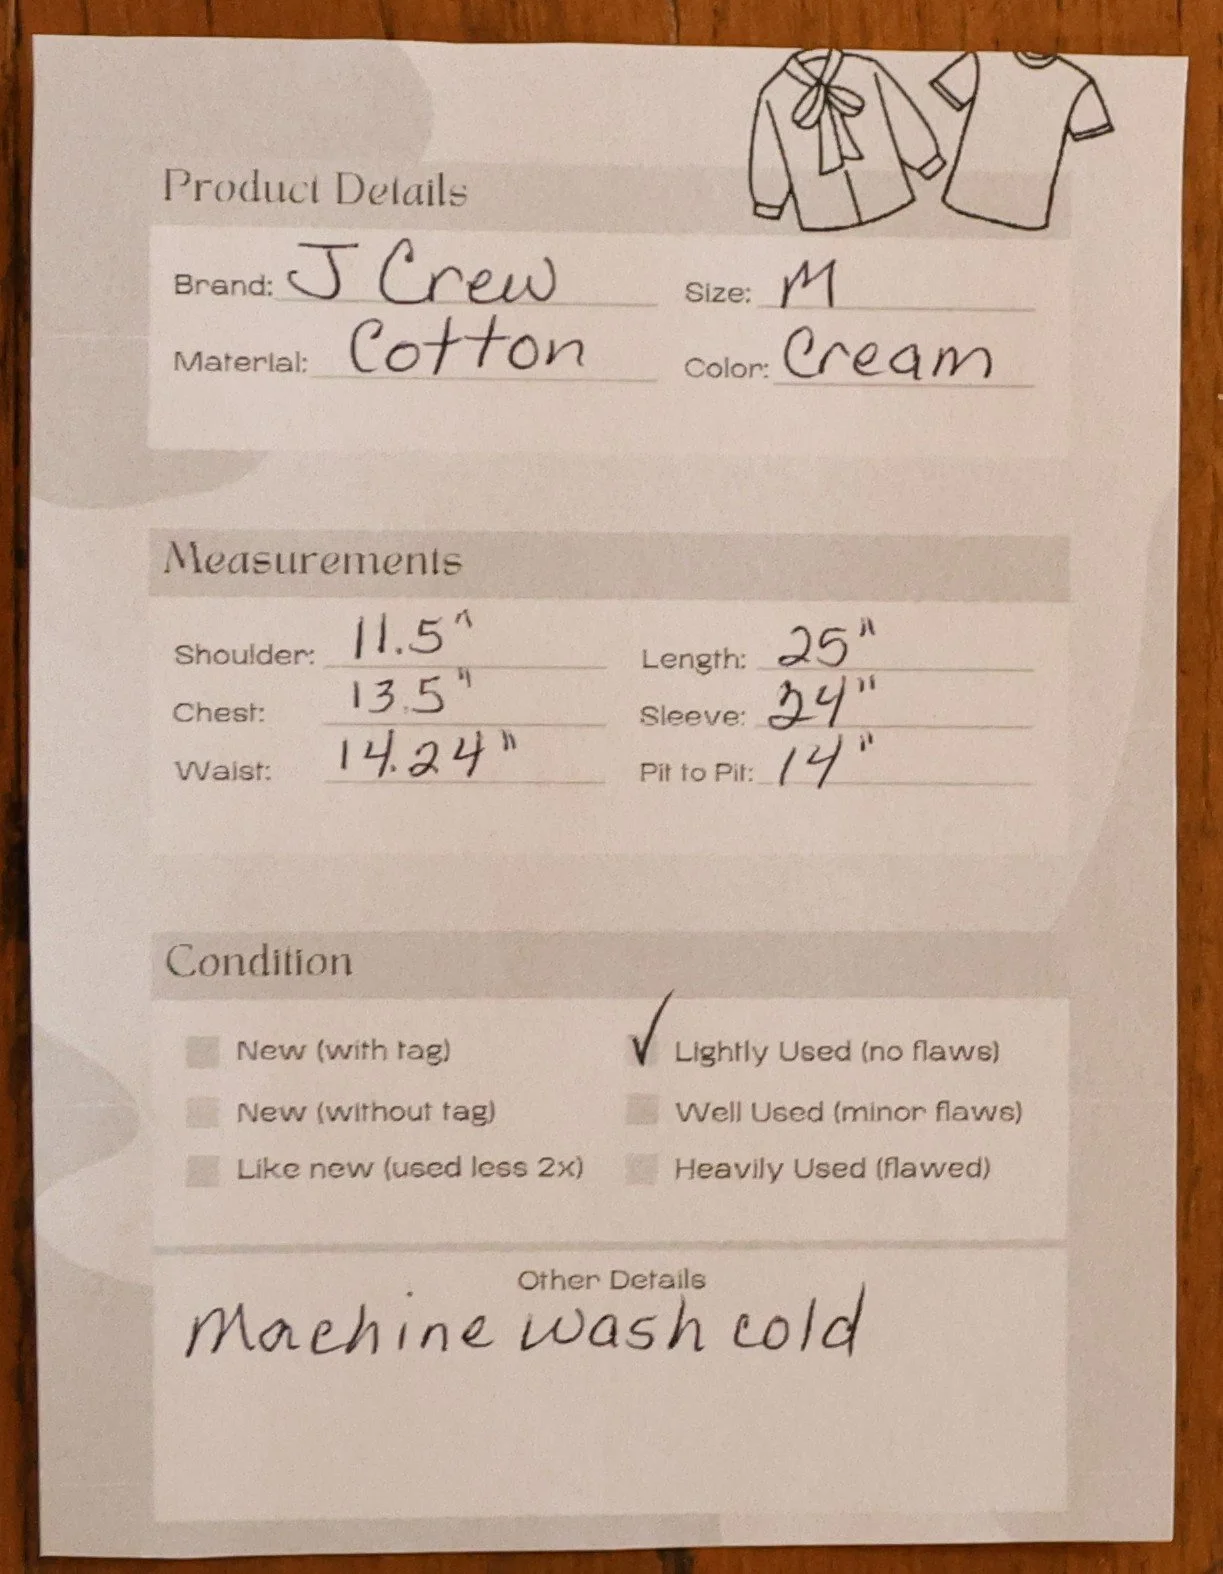 Product Details
Brand: J Crew Size: M
Material: Cotton Color: Cream
Measurements
Shoulder: 11.5" Length: 25"
Chest: 13.5" Sleeve: 24"
Waist: 14.24" Pit to Pit: 14"
Condition
New (with tag) ✓ Lightly Used (no flaws)
New (without tag) Well Used (minor flaws)
Like new (used less 2x) Heavily Used (flawed)
Other Details
Machine wash cold